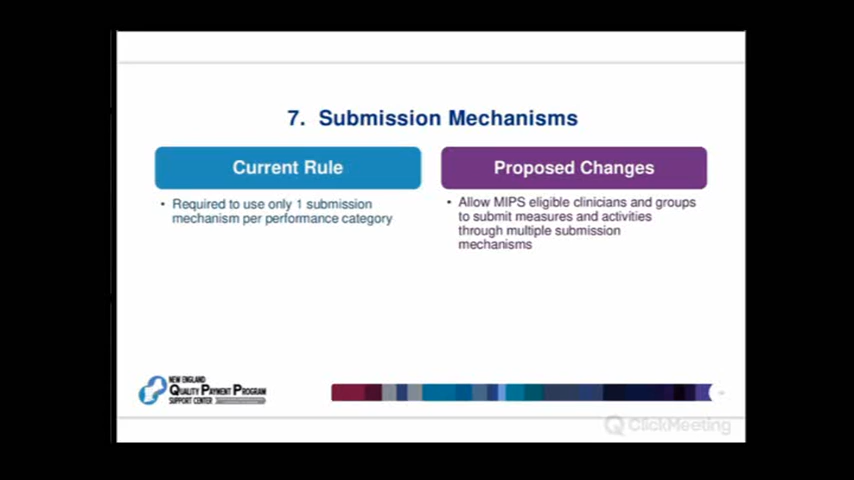 7. Submission Mechanisms
Current Rule
• Required to use only 1 submission
mechanism per performance category
Proposed Changes
• Allow MIPS eligible clinicians and groups
to submit measures and activities
through multiple submission
mechanisms
NEW ENGLAND
QUALITY PAYMENT PROGRAM
SUPPORT CENTER
ClickMeeting